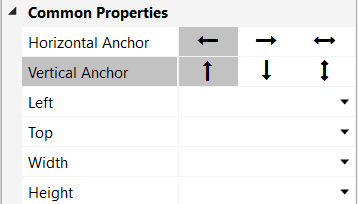 Common Properties
Horizontal Anchor
Vertical Anchor
Left
Top
Width
Height